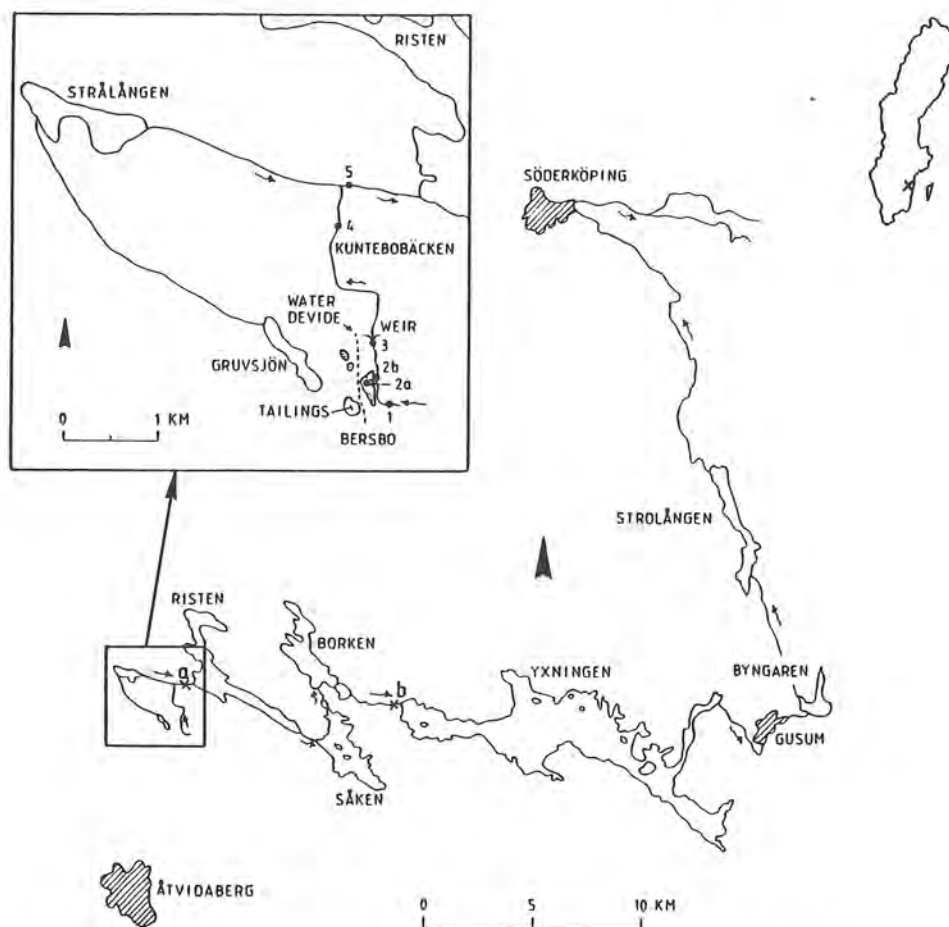 RISTEN
STRÅLÅNGEN
5
4
KUNTEBOBÄCKEN
WATER
DEVIDE
WEIR
3
GRUVSJÖN
2b
2a
TAILINGS
1
BERSBO
0 1 KM
SÖDERKÖPING
STROLÅNGEN
RISTEN
BORKEN
g
b
YXNINGEN
BYNGAREN
GUSUM
SÅKEN
ÅTVIDABERG
0 5 10 KM